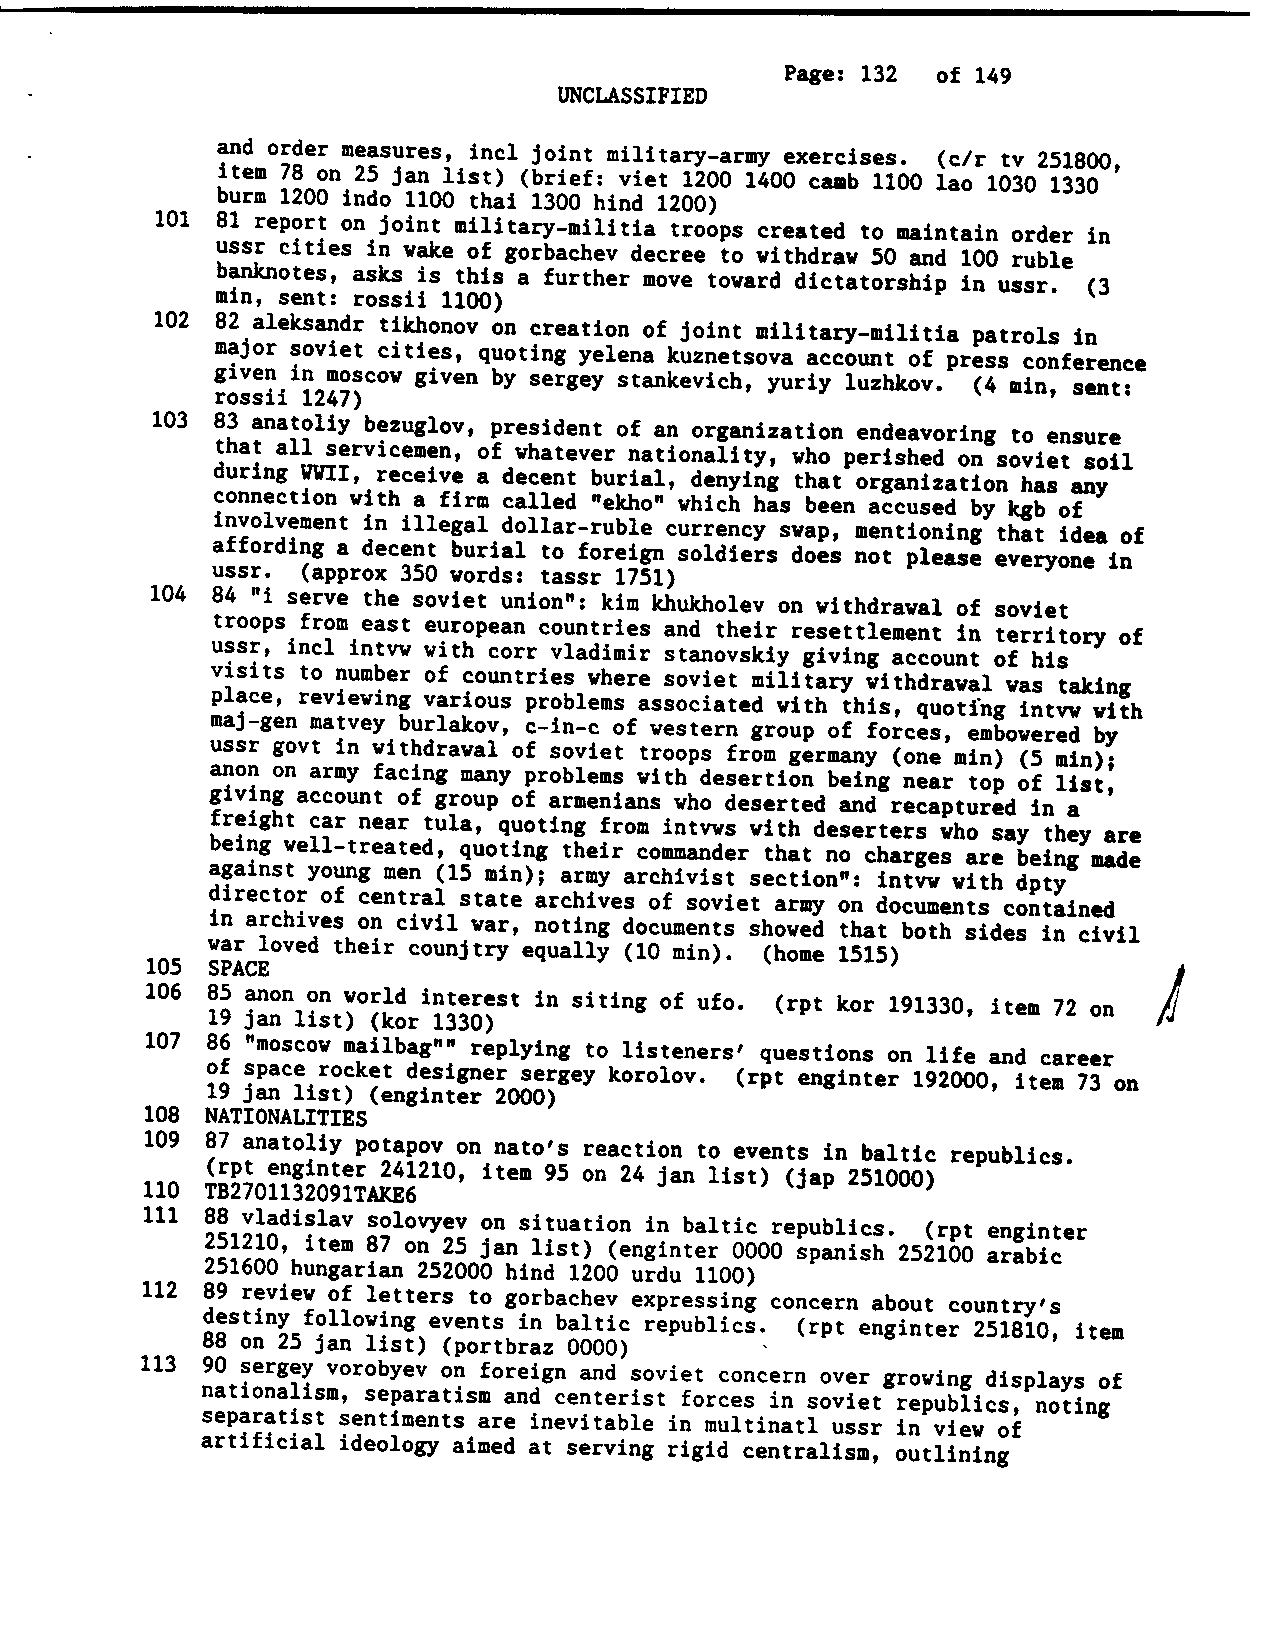 Page: 132 of 149
UNCLASSIFIED
and order measures, incl joint military-army exercises. (c/r tv 251800,
item 78 on 25 jan list) (brief: viet 1200 1400 camb 1100 lao 1030 1330
burm 1200 indo 1100 thai 1300 hind 1200)
101 81 report on joint military-militia troops created to maintain order in
ussr cities in wake of gorbachev decree to withdraw 50 and 100 ruble
banknotes, asks is this a further move toward dictatorship in ussr. (3
min, sent: rossii 1100)
102 82 aleksandr tikhonov on creation of joint military-militia patrols in
major soviet cities, quoting yelena kuznetsova account of press conference
given in moscow given by sergey stankevich, yuriy luzhkov. (4 min, sent:
rossii 1247)
103 83 anatoliy bezuglov, president of an organization endeavoring to ensure
that all servicemen, of whatever nationality, who perished on soviet soil
during WWII, receive a decent burial, denying that organization has any
connection with a firm called "ekho" which has been accused by kgb of
involvement in illegal dollar-ruble currency swap, mentioning that idea of
affording a decent burial to foreign soldiers does not please everyone in
ussr. (approx 350 words: tassr 1751)
104 84 "i serve the soviet union": kim khukholev on withdrawal of soviet
troops from east european countries and their resettlement in territory of
ussr, incl intvw with corr vladimir stanovskiy giving account of his
visits to number of countries where soviet military withdrawal was taking
place, reviewing various problems associated with this, quoting intvw with
maj-gen matvey burlakov, c-in-c of western group of forces, embowered by
ussr govt in withdrawal of soviet troops from germany (one min) (5 min);
anon on army facing many problems with desertion being near top of list,
giving account of group of armenians who deserted and recaptured in a
freight car near tula, quoting from intvws with deserters who say they are
being well-treated, quoting their commander that no charges are being made
against young men (15 min); army archivist section": intvw with dpty
director of central state archives of soviet army on documents contained
in archives on civil war, noting documents showed that both sides in civil
war loved their counjtry equally (10 min). (home 1515)
105 SPACE
106 85 anon on world interest in siting of ufo. (rpt kor 191330, item 72 on
19 jan list) (kor 1330)
107 86 "moscow mailbag"" replying to listeners' questions on life and career
of space rocket designer sergey korolov. (rpt enginter 192000, item 73 on
19 jan list) (enginter 2000)
108 NATIONALITIES
109 87 anatoliy potapov on nato's reaction to events in baltic republics.
(rpt enginter 241210, item 95 on 24 jan list) (jap 251000)
110 TB2701132091TAKE6
111 88 vladislav solovyev on situation in baltic republics. (rpt enginter
251210, item 87 on 25 jan list) (enginter 0000 spanish 252100 arabic
251600 hungarian 252000 hind 1200 urdu 1100)
112 89 review of letters to gorbachev expressing concern about country's
destiny following events in baltic republics. (rpt enginter 251810, item
88 on 25 jan list) (portbraz 0000)
113 90 sergey vorobyev on foreign and soviet concern over growing displays of
nationalism, separatism and centerist forces in soviet republics, noting
separatist sentiments are inevitable in multinatl ussr in view of
artificial ideology aimed at serving rigid centralism, outlining